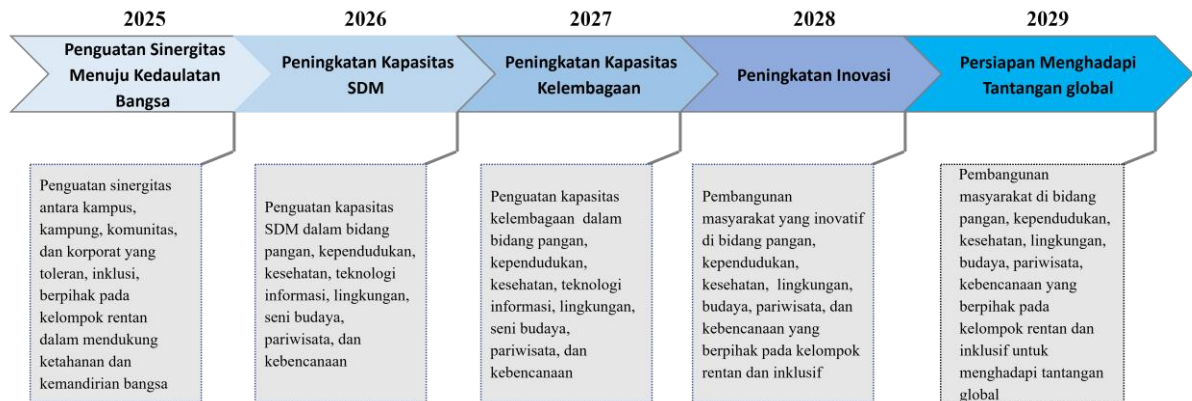 2025
2026
2027
2028
2029
Penguatan Sinergitas
Menuju Kedaulatan
Bangsa
Peningkatan Kapasitas
SDM
Peningkatan Kapasitas
Kelembagaan
Peningkatan Inovasi
Persiapan Menghadapi
Tantangan global
Penguatan sinergitas
antara kampus,
kampung, komunitas,
dan korporat yang
toleran, inklusi,
berpihak pada
kelompok rentan
dalam mendukung
ketahanan dan
kemandirian bangsa
Penguatan kapasitas
SDM dalam bidang
pangan, kependudukan,
kesehatan, teknologi
informasi, lingkungan,
seni budaya,
pariwisata, dan
kebencanaan
Penguatan kapasitas
kelembagaan dalam
bidang pangan,
kependudukan,
kesehatan, teknologi
informasi, lingkungan,
seni budaya,
pariwisata, dan
kebencanaan
Pembangunan
masyarakat yang inovatif
di bidang pangan,
kependudukan,
kesehatan, lingkungan,
budaya, pariwisata, dan
kebencanaan yang
berpihak pada kelompok
rentan dan inklusif
Pembangunan
masyarakat di bidang
pangan, kependudukan,
kesehatan, lingkungan,
budaya, pariwisata,
kebencanaan yang
berpihak pada
kelompok rentan dan
inklusif untuk
menghadapi tantangan
global